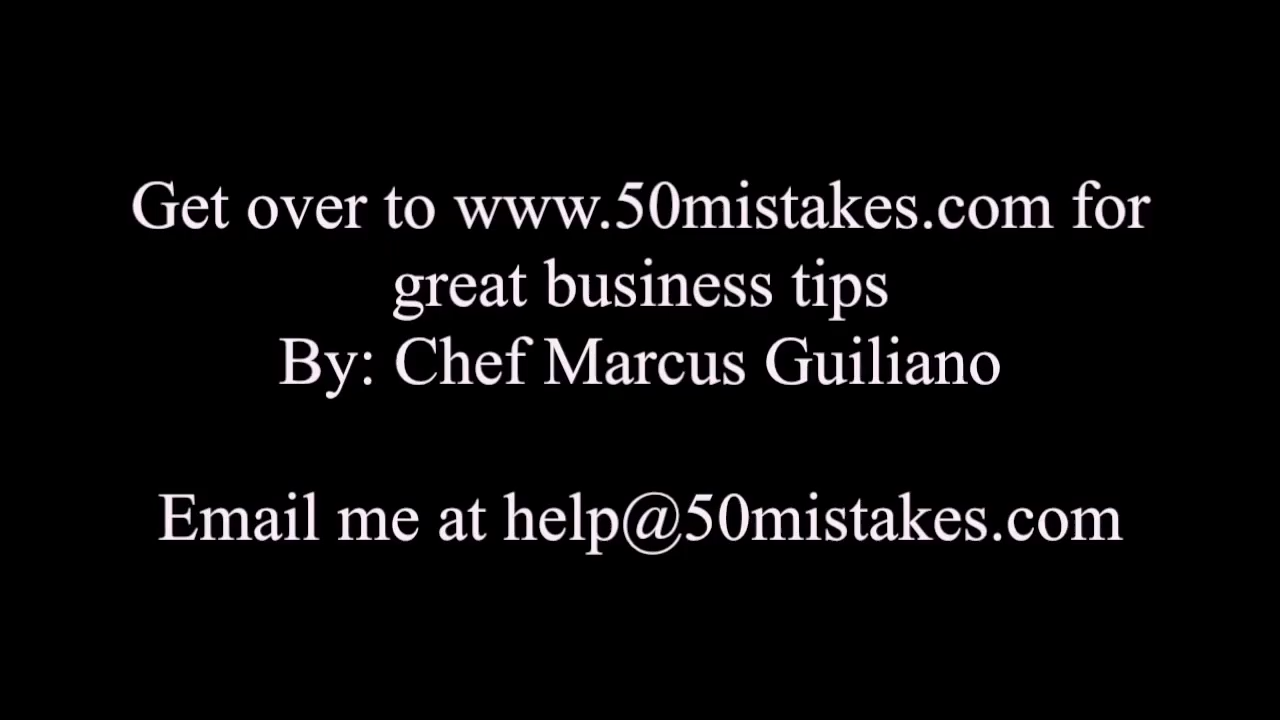 Get over to www.50mistakes.com for
great business tips
By: Chef Marcus Guiliano
Email me at help@50mistakes.com